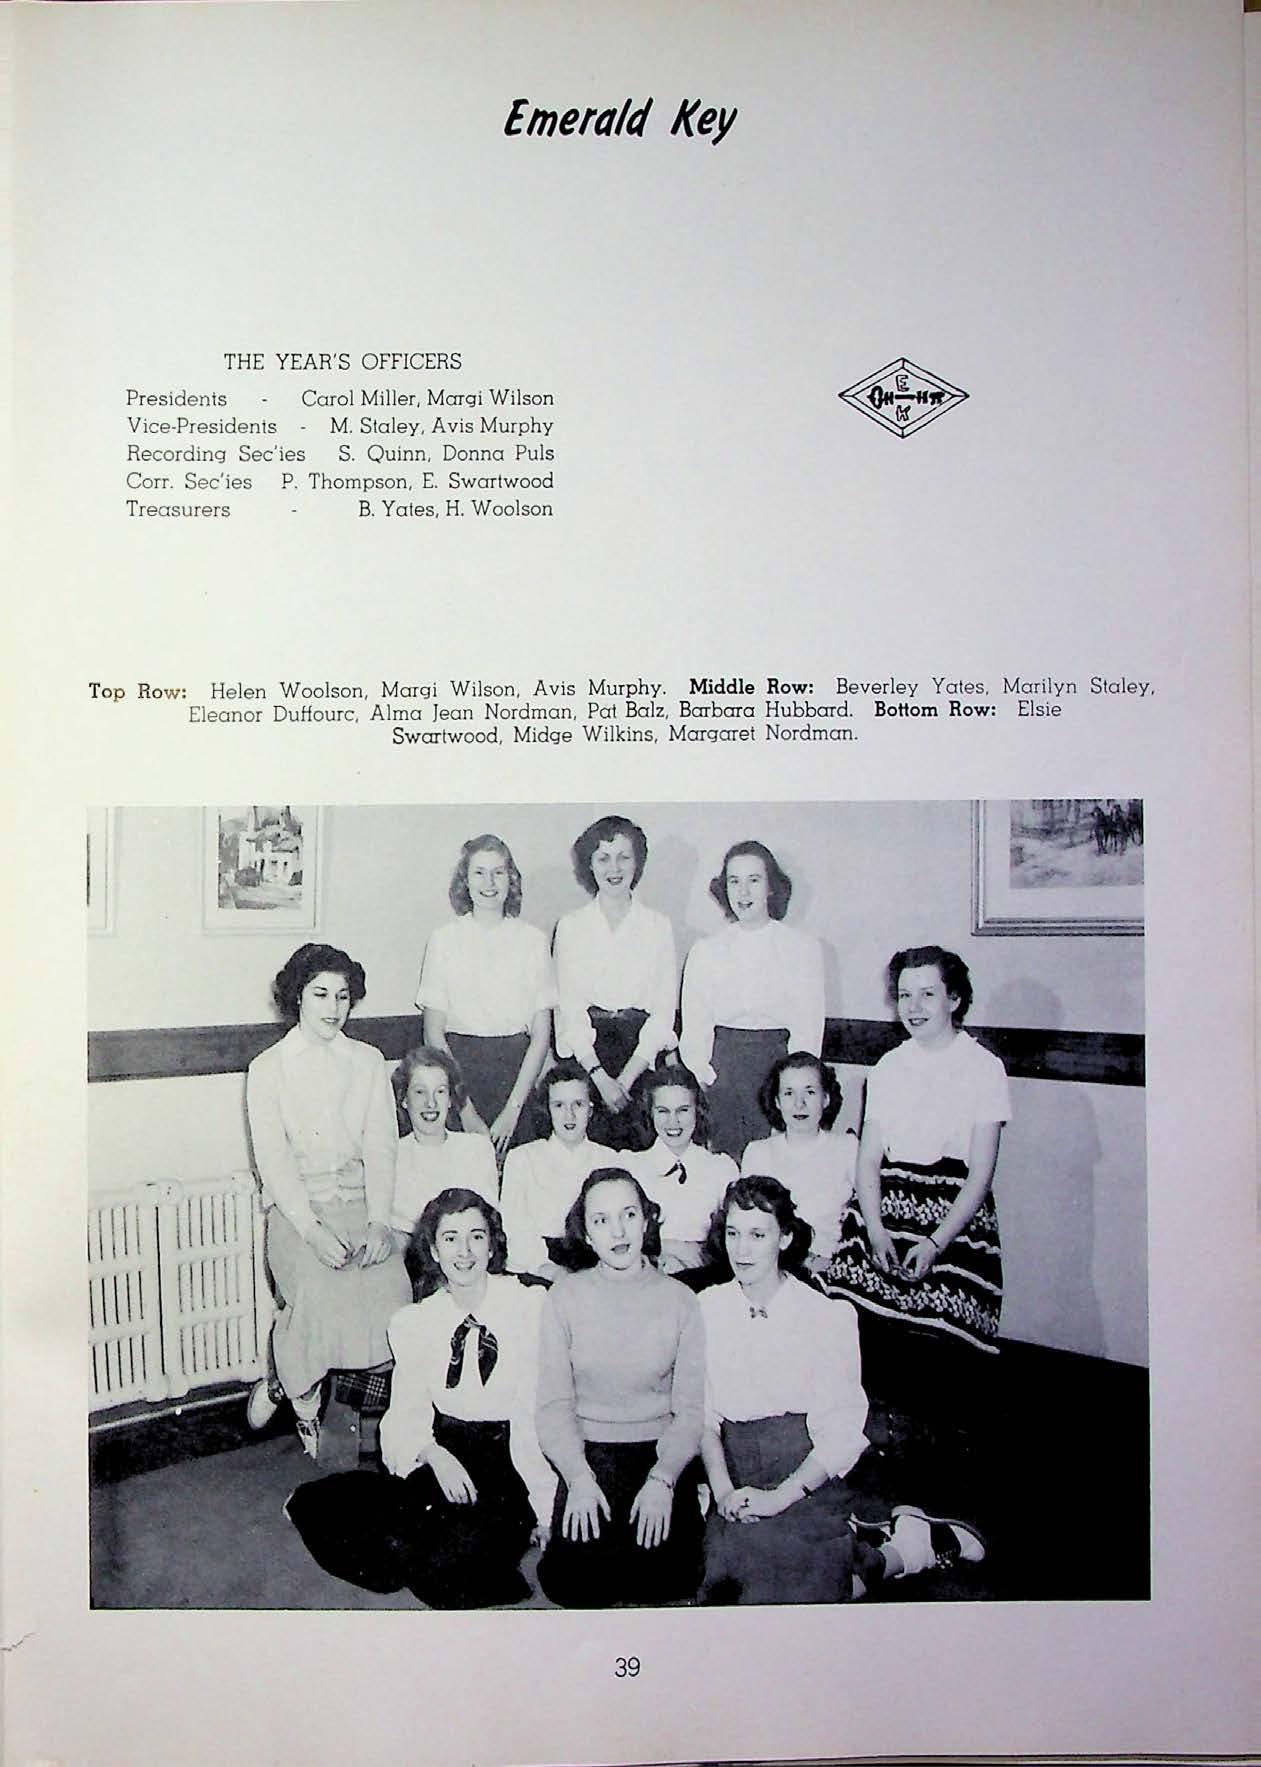 Emerald Key
THE YEAR'S OFFICERS
Presidents - Carol Miller, Margi Wilson
Vice-Presidents - M. Staley, Avis Murphy
Recording Sec'ies S. Quinn, Donna Puls
Corr. Sec'ies P. Thompson, E. Swartwood
Treasurers - B. Yates, H. Woolson
E
K
Top Row: Helen Woolson, Margi Wilson, Avis Murphy. Middle Row: Beverley Yates, Marilyn Staley,
Eleanor Duffourc, Alma Jean Nordman, Pat Balz, Barbara Hubbard. Bottom Row: Elsie
Swartwood, Midge Wilkins, Margaret Nordman.
39